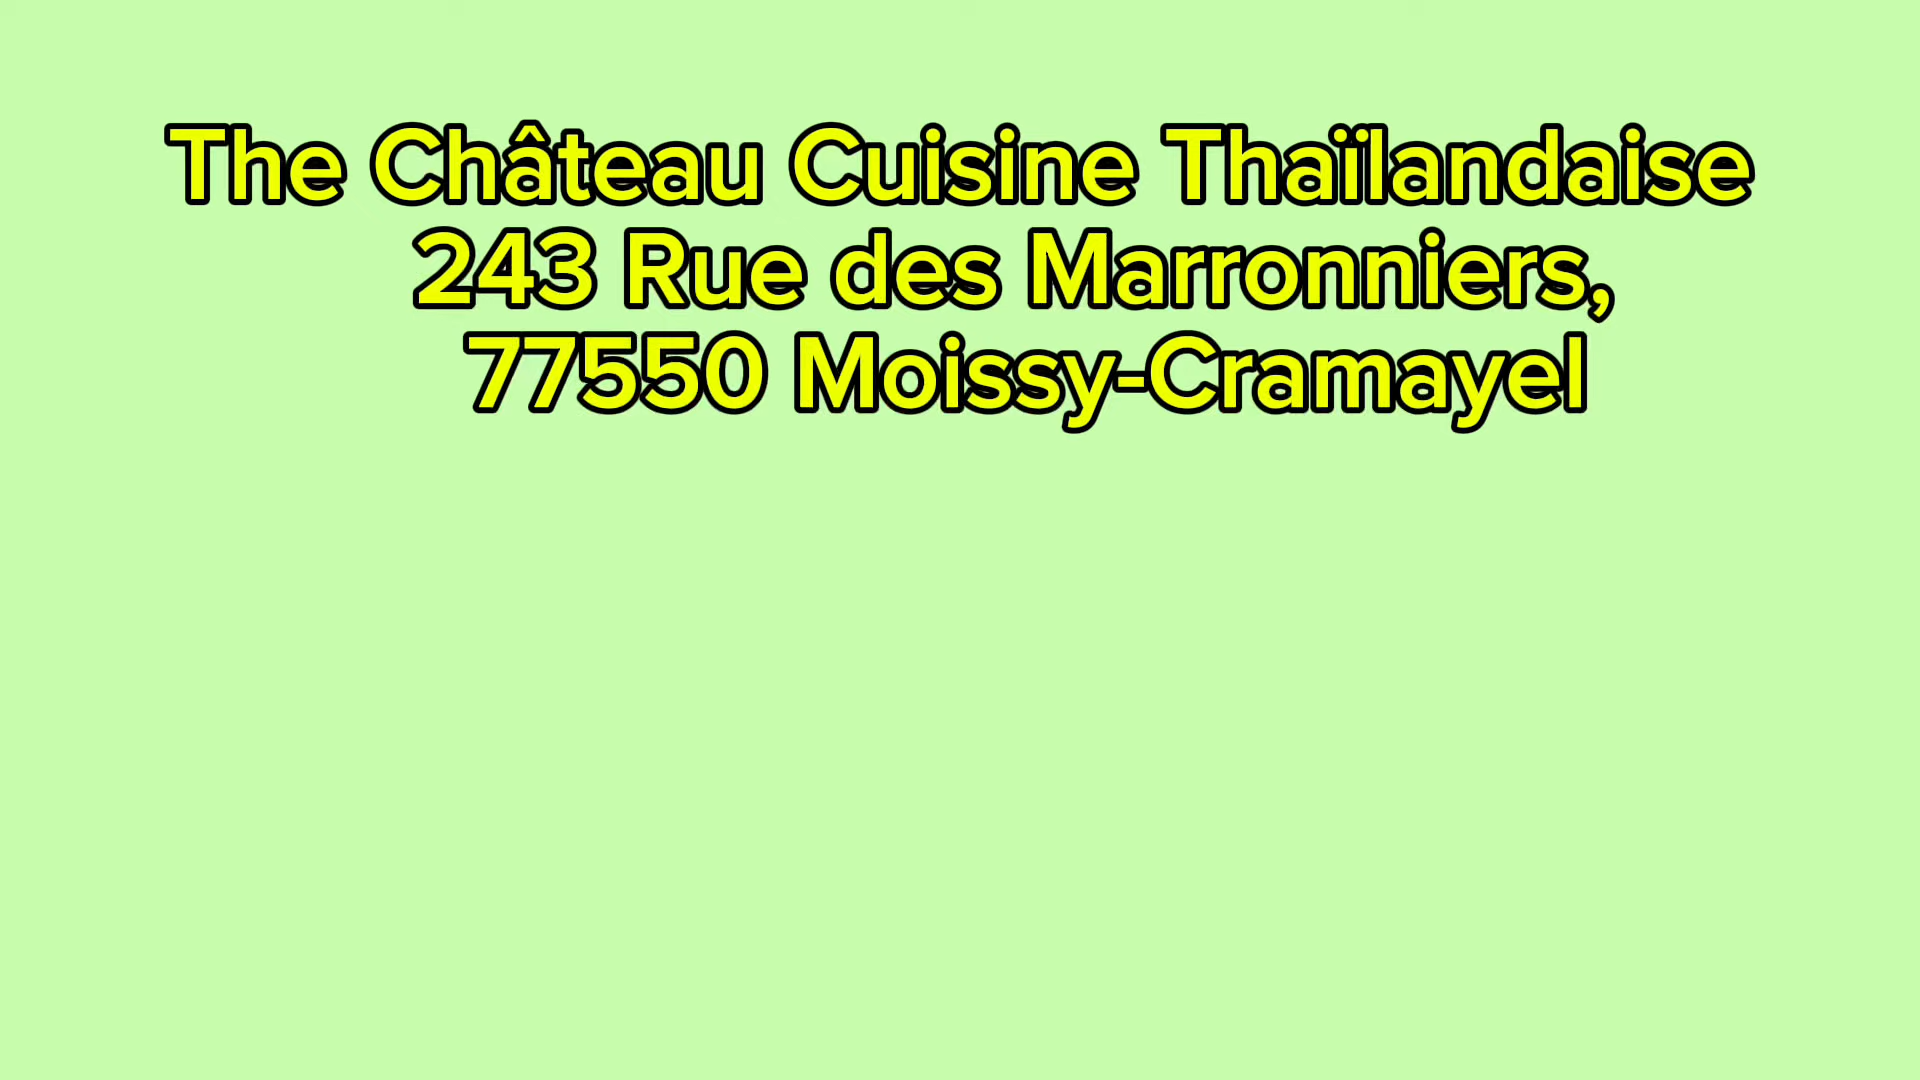 The Château Cuisine Thaïlandaise
243 Rue des Marronniers,
77550 Moissy-Cramayel